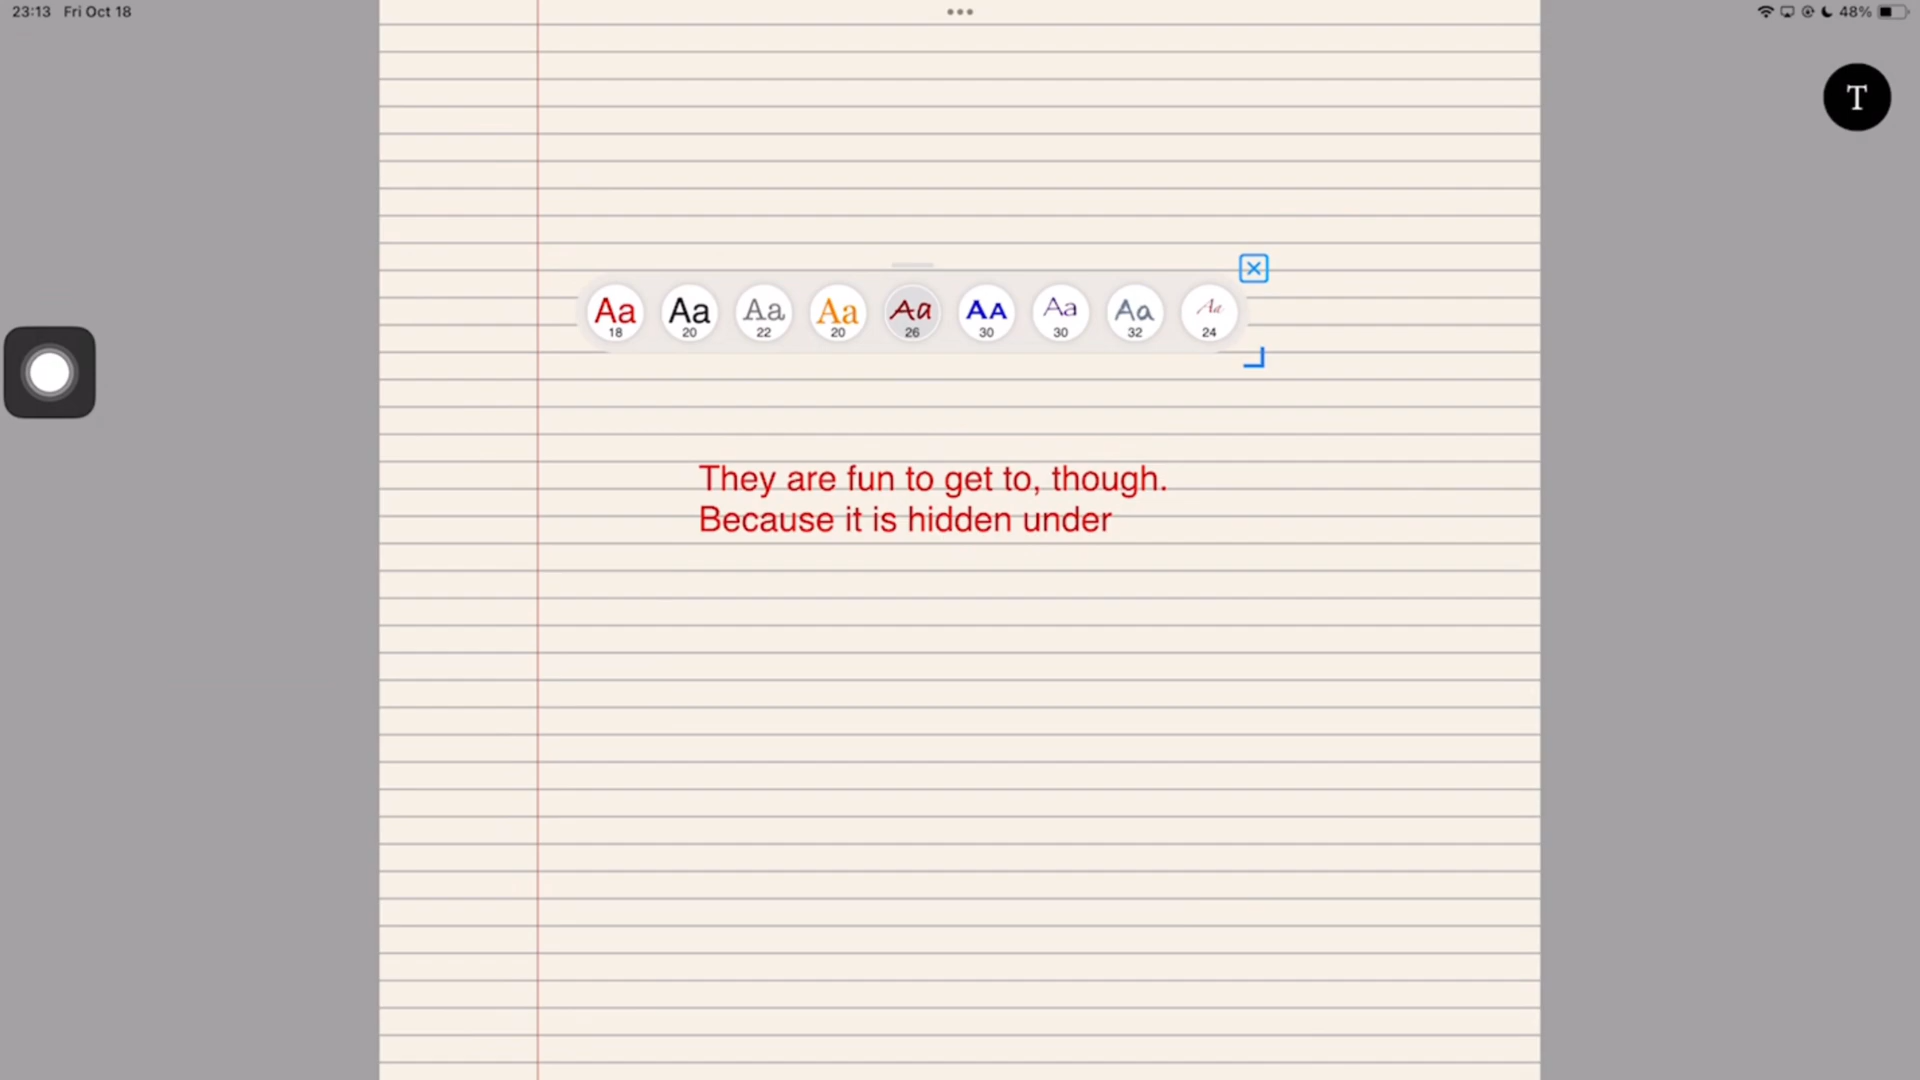 23:13 Fri Oct 18
48%
T
Aa Aa Aa Aa Aa AA Aa Aa Aa
18 20 22 20 26 30 30 32 24
They are fun to get to, though.
Because it is hidden under